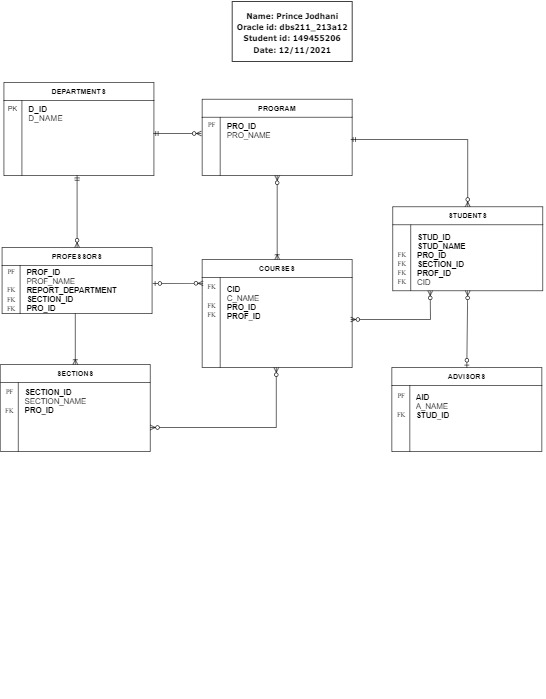 Name: Prince Jodhani
Oracle id: dbs211_213a12
Student id: 149455206
Date: 12/11/2021
DEPARTMENTS
PK D_ID
D_NAME
PROGRAM
PF PRO_ID
PRO_NAME
STUDENTS
STUD_ID
STUD_NAME
FK PRO_ID
FK SECTION_ID
FK PROF_ID
FK CID
PROFESSORS
PF PROF_ID
PROF_NAME
FK REPORT_DEPARTMENT
FK SECTION_ID
FK PRO_ID
COURSES
FK CID
C_NAME
FK PRO_ID
FK PROF_ID
SECTIONS
PF SECTION_ID
SECTION_NAME
FK PRO_ID
ADVISORS
PF AID
A_NAME
FK STUD_ID